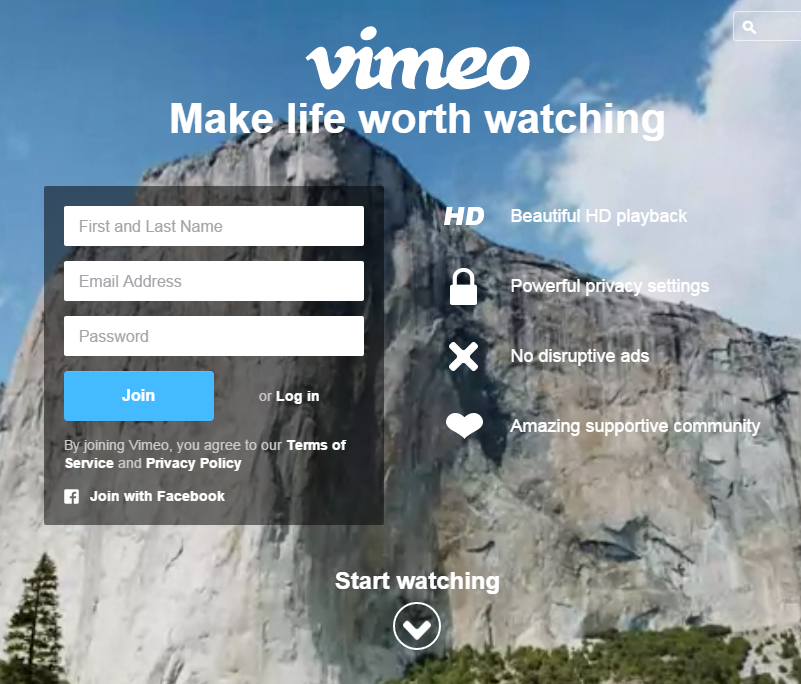 vimeo
Make life worth watching
First and Last Name
Email Address
Password
Join
or Log in
By joining Vimeo, you agree to our Terms of
Service and Privacy Policy
Join with Facebook
HD Beautiful HD playback
Powerful privacy settings
No disruptive ads
Amazing supportive community
Start watching